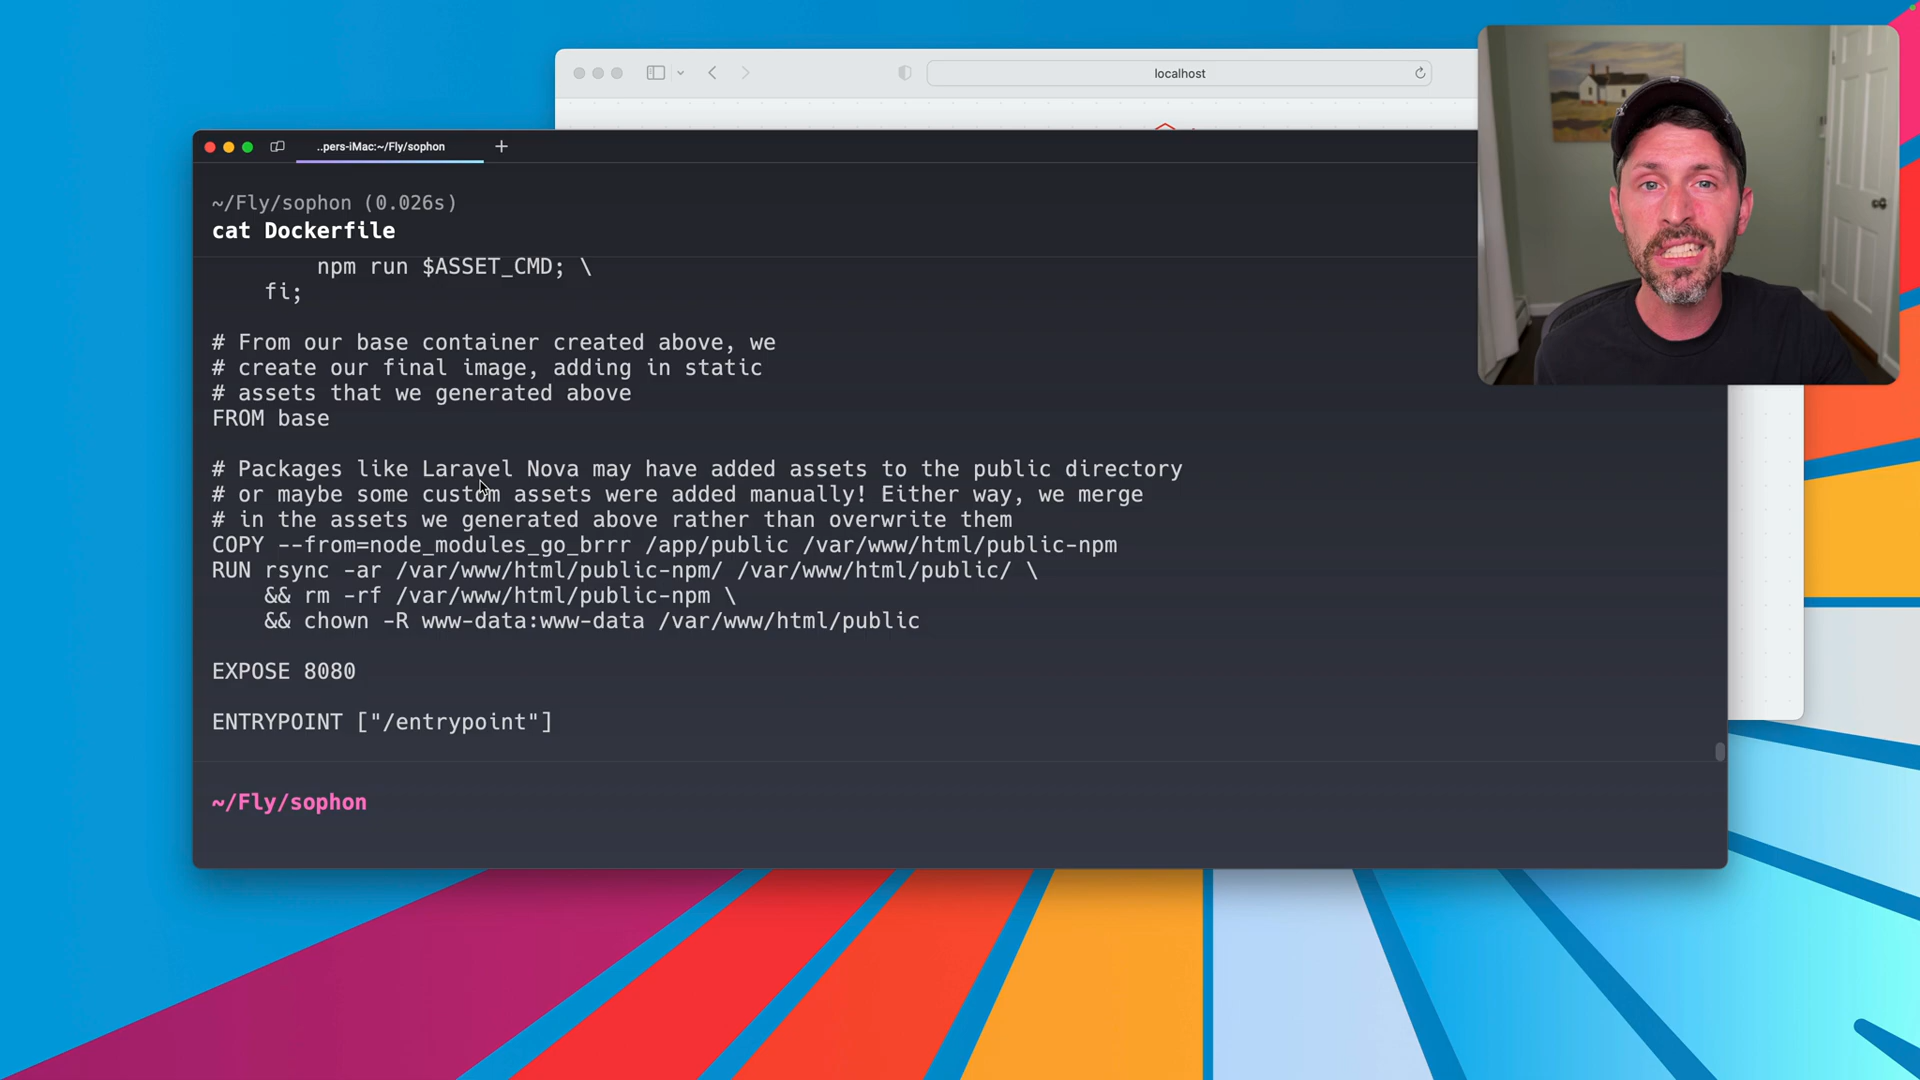 localhost
..pers-iMac:~/Fly/sophon
~/Fly/sophon (0.026s)
cat Dockerfile
npm run $ASSET_CMD; \
fi;
# From our base container created above, we
# create our final image, adding in static
# assets that we generated above
FROM base
# Packages like Laravel Nova may have added assets to the public directory
# or maybe some custom assets were added manually! Either way, we merge
# in the assets we generated above rather than overwrite them
COPY --from=node_modules_go_brrr /app/public /var/www/html/public-npm
RUN rsync -ar /var/www/html/public-npm/ /var/www/html/public/ \
&& rm -rf /var/www/html/public-npm \
&& chown -R www-data:www-data /var/www/html/public
EXPOSE 8080
ENTRYPOINT ["/entrypoint"]
~/Fly/sophon